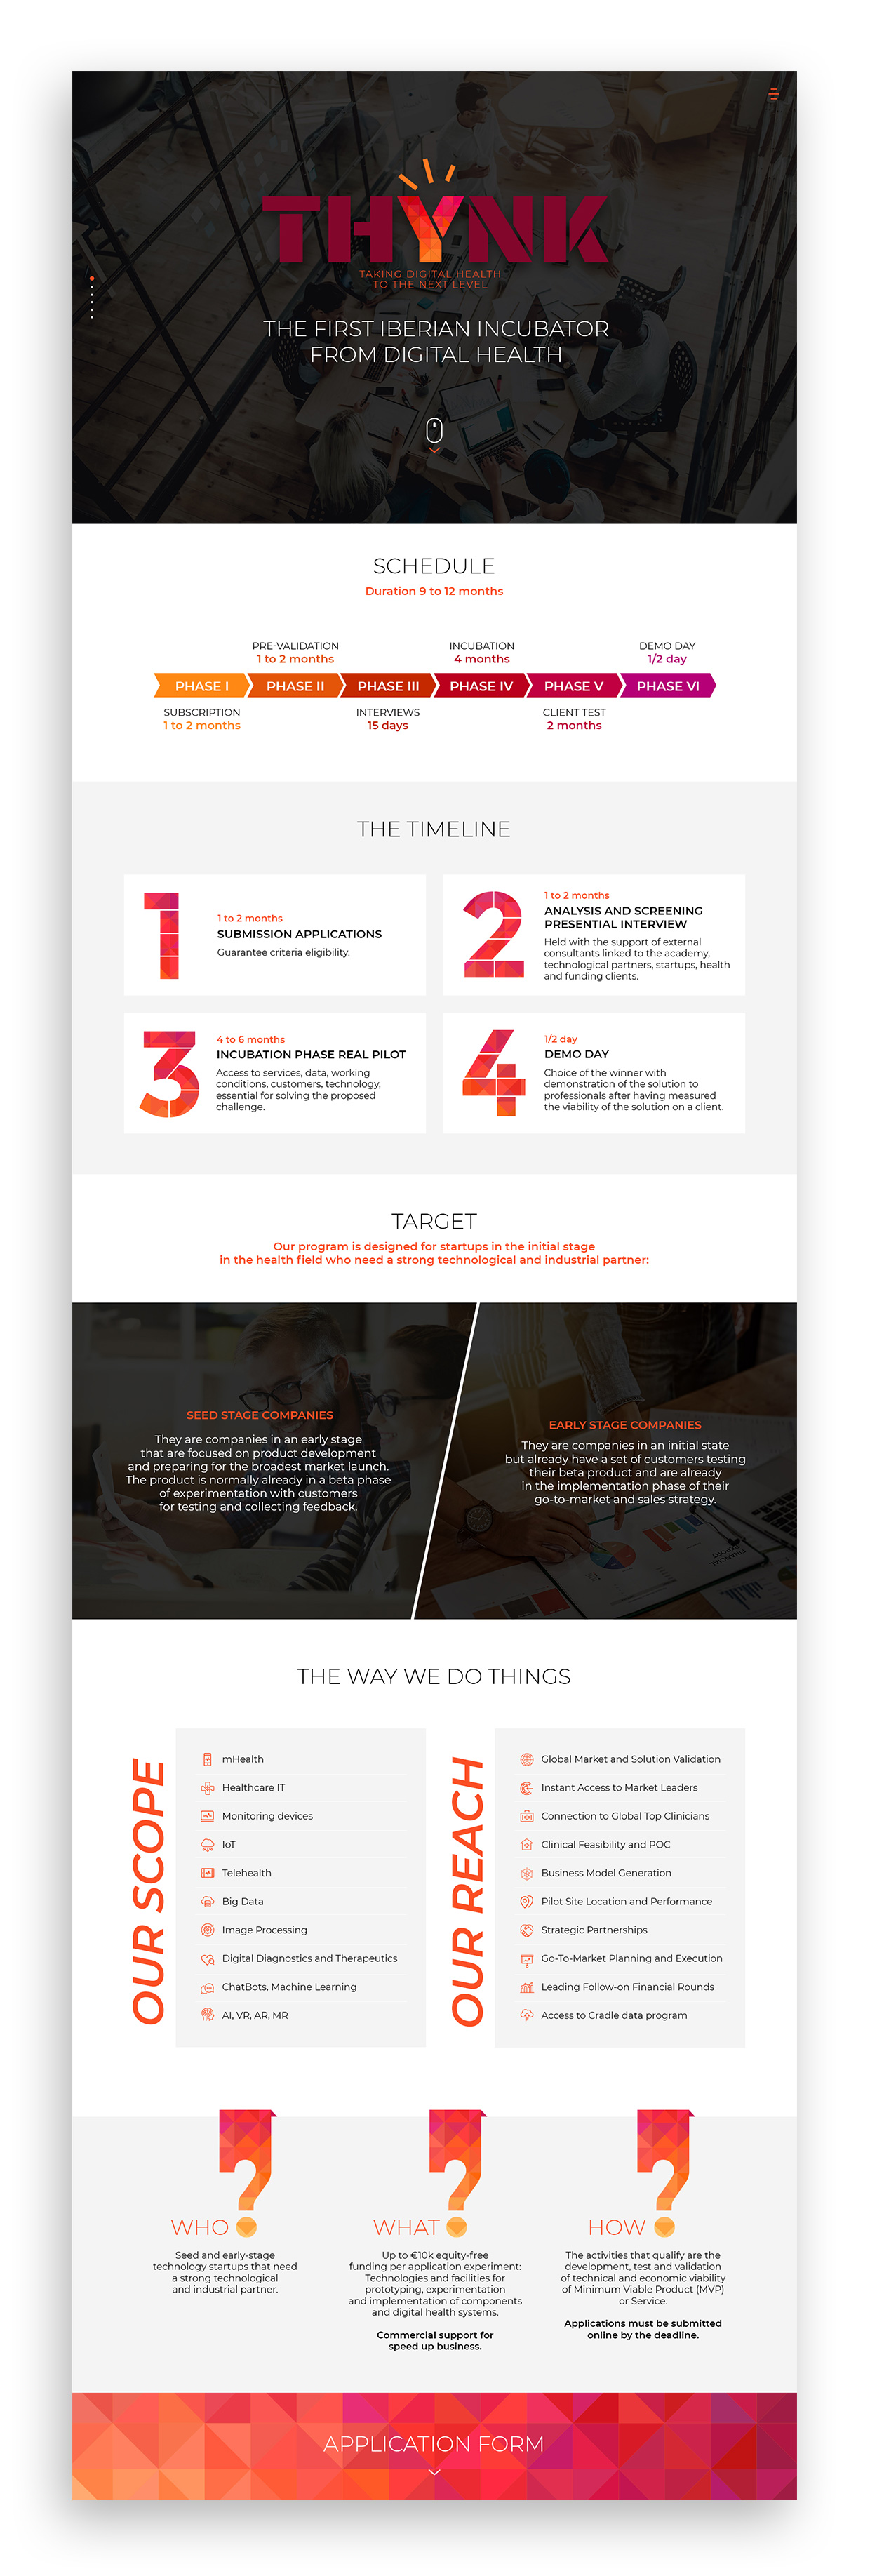 THYNK
TAKING DIGITAL HEALTH
TO THE NEXT LEVEL
THE FIRST IBERIAN INCUBATOR
FROM DIGITAL HEALTH
SCHEDULE
Duration 9 to 12 months
PRE-VALIDATION
1 to 2 months
INCUBATION
4 months
DEMO DAY
1/2 day
PHASE I
PHASE II
PHASE III
PHASE IV
PHASE V
PHASE VI
SUBSCRIPTION
1 to 2 months
INTERVIEWS
15 days
CLIENT TEST
2 months
THE TIMELINE
1
1 to 2 months
SUBMISSION APPLICATIONS
Guarantee criteria eligibility.
2
1 to 2 months
ANALYSIS AND SCREENING
PRESENTIAL INTERVIEW
Held with the support of external
consultants linked to the academy,
technological partners, startups, health
and funding clients.
3
4 to 6 months
INCUBATION PHASE REAL PILOT
Access to services, data, working
conditions, customers, technology,
essential for solving the proposed
challenge.
4
1/2 day
DEMO DAY
Choice of the winner with
demonstration of the solution to
professionals after having measured
the viability of the solution on a client.
TARGET
Our program is designed for startups in the initial stage
in the health field who need a strong technological and industrial partner:
SEED STAGE COMPANIES
They are companies in an early stage
that are focused on product development
and preparing for the broadest market launch.
The product is normally already in a beta phase
of experimentation with customers
for testing and collecting feedback.
EARLY STAGE COMPANIES
They are companies in an initial state
but already have a set of customers testing
their beta product and are already
in the implementation phase of their
go-to-market and sales strategy.
THE WAY WE DO THINGS
OUR SCOPE
mHealth
Healthcare IT
Monitoring devices
IoT
Telehealth
Big Data
Image Processing
Digital Diagnostics and Therapeutics
ChatBots, Machine Learning
AI, VR, AR, MR
OUR REACH
Global Market and Solution Validation
Instant Access to Market Leaders
Connection to Global Top Clinicians
Clinical Feasibility and POC
Business Model Generation
Pilot Site Location and Performance
Strategic Partnerships
Go-To-Market Planning and Execution
Leading Follow-on Financial Rounds
Access to Cradle data program
WHO?
Seed and early-stage
technology startups that need
a strong technological
and industrial partner.
WHAT?
Up to €10k equity-free
funding per application experiment:
Technologies and facilities for
prototyping, experimentation
and implementation of components
and digital health systems.
Commercial support for
speed up business.
HOW?
The activities that qualify are the
development, test and validation
of technical and economic viability
of Minimum Viable Product (MVP)
or Service.
Applications must be submitted
online by the deadline.
APPLICATION FORM